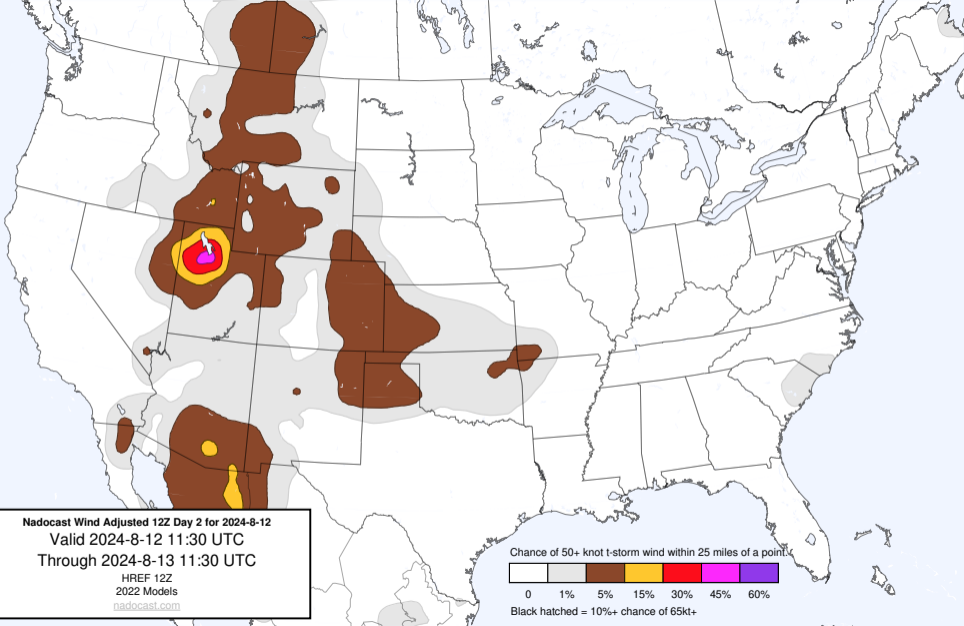 Nadocast Wind Adjusted 12Z Day 2 for 2024-8-12
Valid 2024-8-12 11:30 UTC
Through 2024-8-13 11:30 UTC
HREF 12Z
2022 Models
nadocast.com
Chance of 50+ knot t-storm wind within 25 miles of a point.
0 1% 5% 15% 30% 45% 60%
Black hatched = 10%+ chance of 65kt+